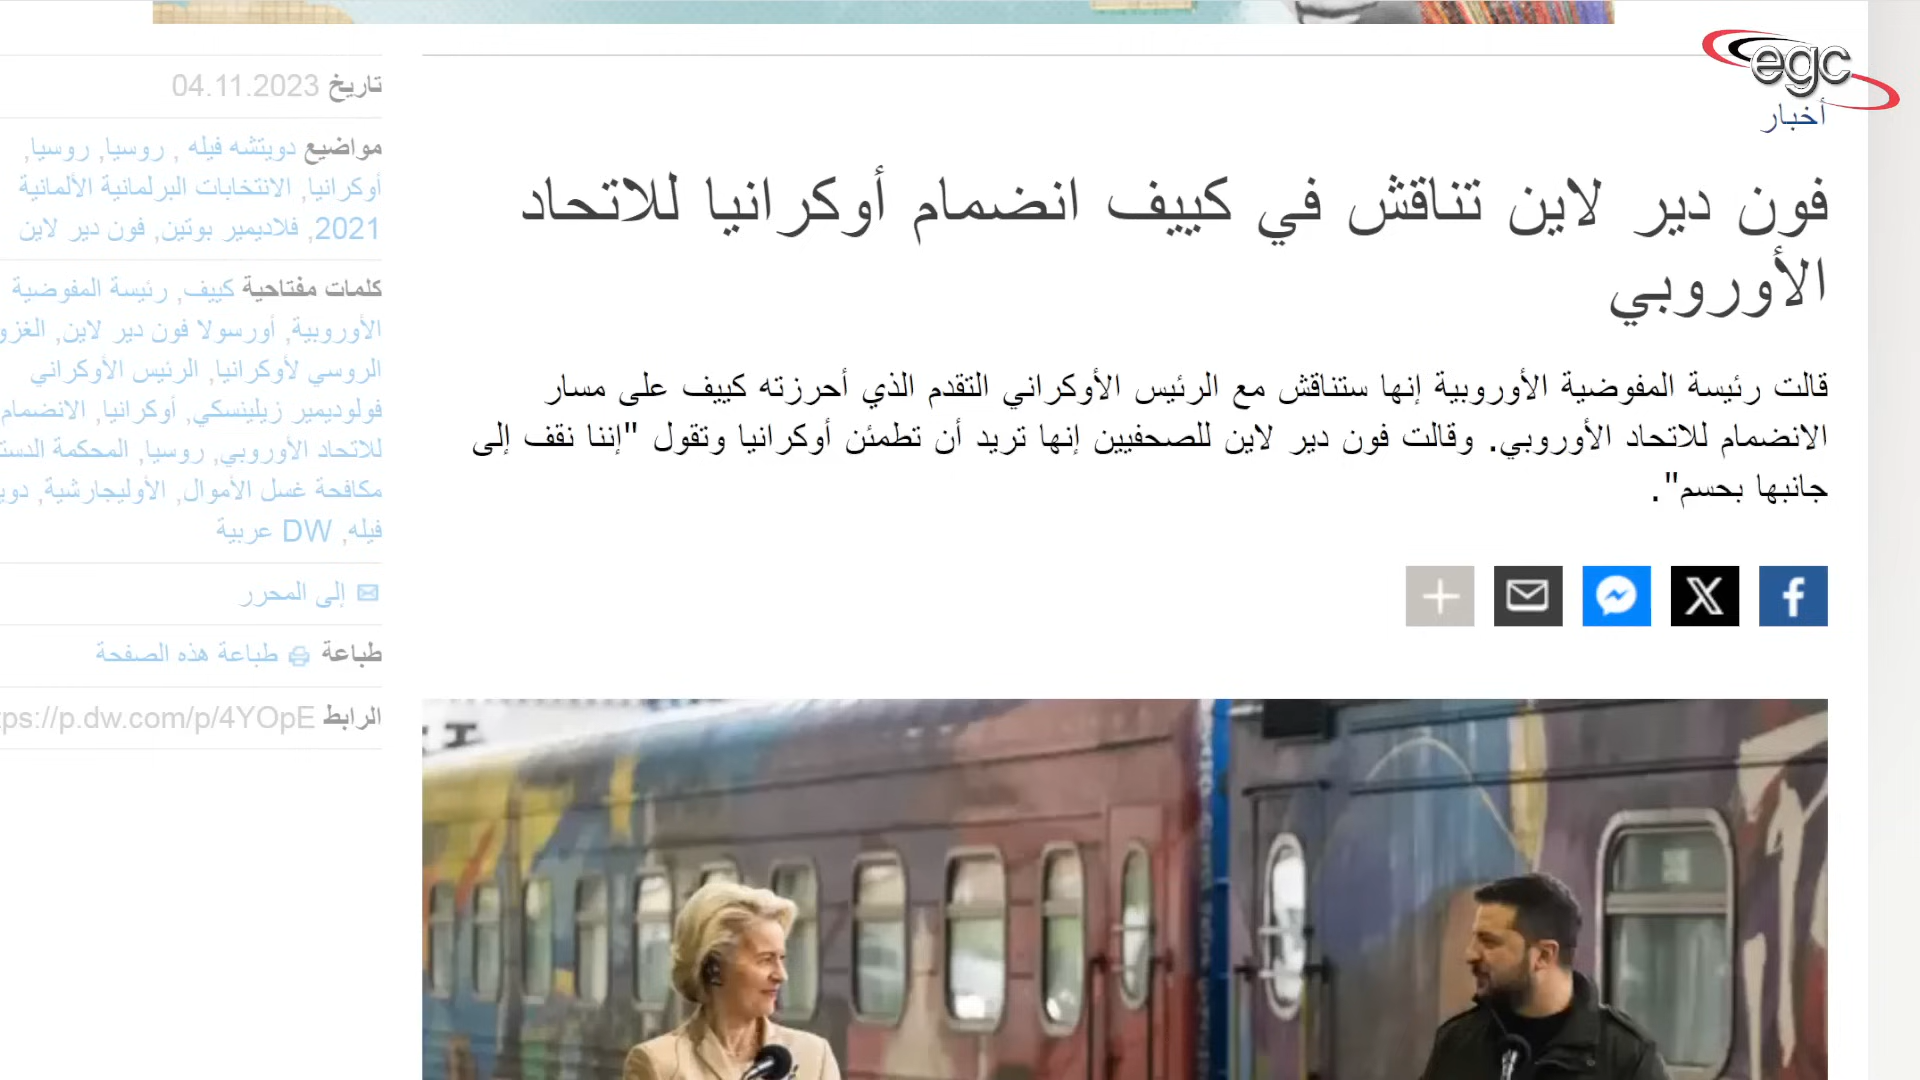 egc
أخبار
فون دير لاين تناقش في كييف انضمام أوكرانيا للاتحاد
الأوروبي
قالت رئيسة المفوضية الأوروبية إنها ستناقش مع الرئيس الأوكراني التقدم الذي أحرزته كييف على مسار
الانضمام للاتحاد الأوروبي. وقالت فون دير لاين للصحفيين إنها تريد أن تطمئن أوكرانيا وتقول "إننا نقف إلى
جانبها بحسم".
تاريخ 04.11.2023
مواضيع دويتشه فيله , روسيا, روسيا,
أوكرانيا, الانتخابات البرلمانية الألمانية
2021, فلاديمير بوتين, فون دير لاين
كلمات مفتاحية كييف, رئيسة المفوضية
الأوروبية, أورسولا فون دير لاين, الغزو
الروسي لأوكرانيا, الرئيس الأوكراني
فولوديمير زيلينسكي, أوكرانيا, الانضمام
للاتحاد الأوروبي, روسيا, المحكمة
مكافحة غسل الأموال, الأوليجارشية,
فيله, DW عربية
إلى المحرر
طباعة طباعة هذه الصفحة
الرابط ps://p.dw.com/p/4YOpE